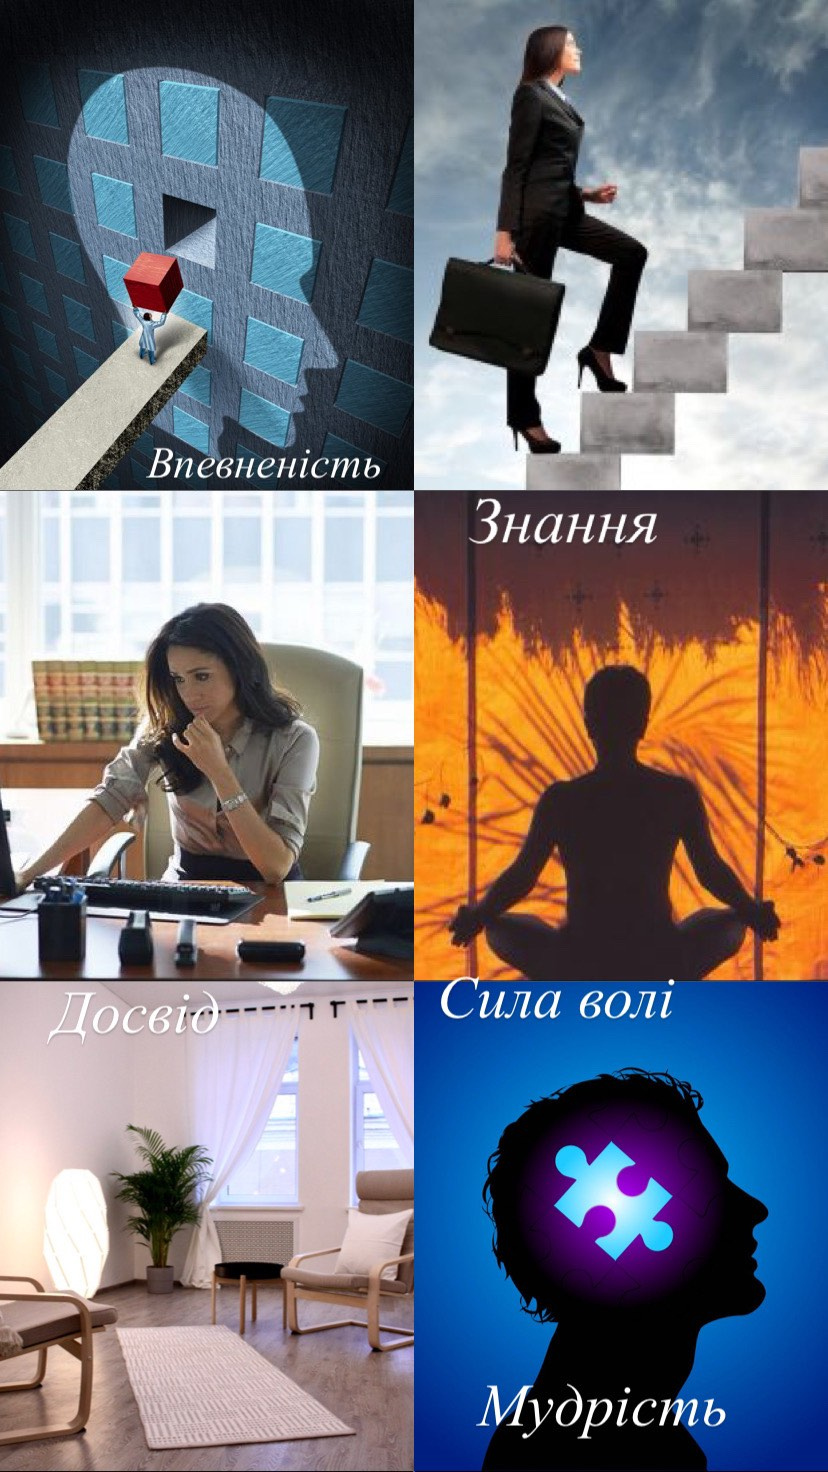 Впевненість
Знання
Досвід
Сила волі
Мудрість